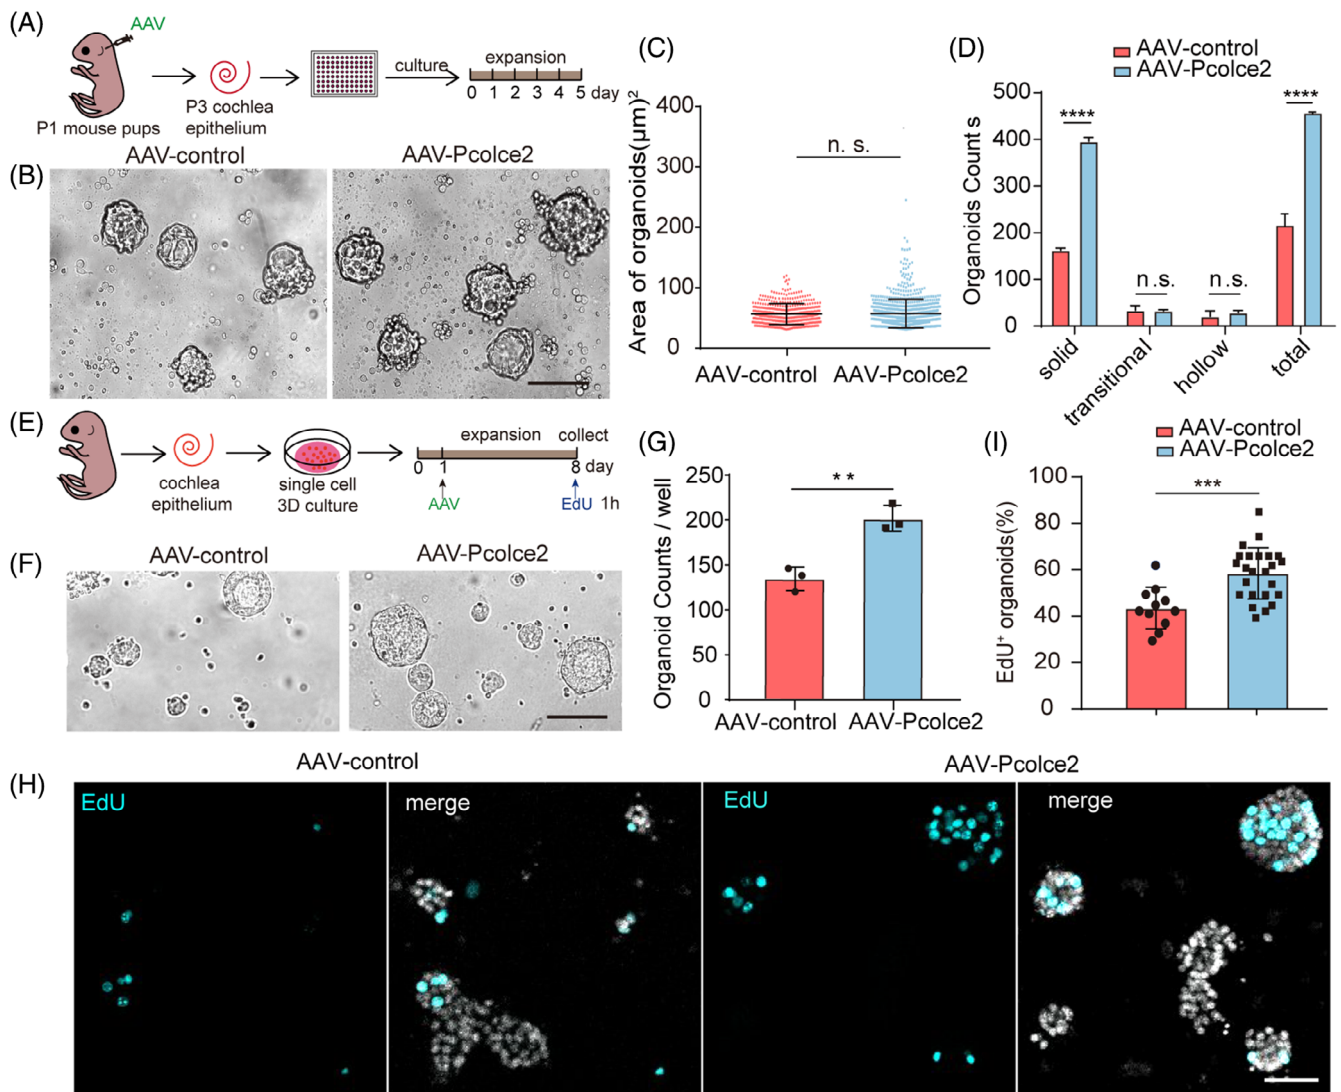 (A)
AAV
P1 mouse pups
P3 cochlea
epithelium
culture
expansion
0 1 2 3 4 5 day
(B)
AAV-control
AAV-Pcolce2
(C)
Area of organoids(μm)²
400
300
200
100
0
n. s.
AAV-control
AAV-Pcolce2
(D)
AAV-control
AAV-Pcolce2
Organoids Count s
500
400
300
200
100
0
****
n.s.
n.s.
****
solid
transitional
hollow
total
(E)
cochlea
epithelium
single cell
3D culture
expansion
collect
0 1 8 day
AAV
EdU 1h
(F)
AAV-control
AAV-Pcolce2
(G)
Organoid Counts / well
250
200
150
100
50
0
**
AAV-control
AAV-Pcolce2
(I)
AAV-control
AAV-Pcolce2
EdU⁺ organoids(%)
100
80
60
40
20
0
***
(H)
AAV-control
AAV-Pcolce2
EdU
merge
EdU
merge